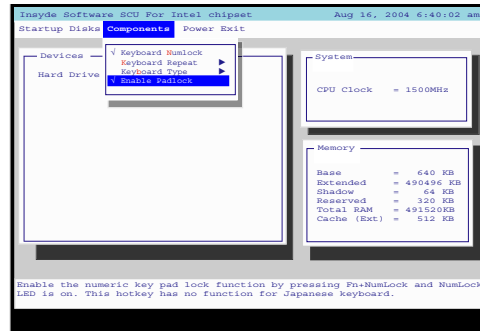 Insyde Software SCU For Intel chipset Aug 16, 2004 6:40:02 am
Startup Disks Components Power Exit
Devices
Hard Drive
√ Keyboard Numlock
Keyboard Repeat
Keyboard Type
√ Enable Padlock
System
CPU Clock = 1500MHz
Memory
Base = 640 KB
Extended = 490496 KB
Shadow = 64 KB
Reserved = 320 KB
Total RAM = 491520KB
Cache (Ext) = 512 KB
Enable the numeric key pad lock function by pressing Fn+NumLock and NumLock
LED is on. This hotkey has no function for Japanese keyboard.